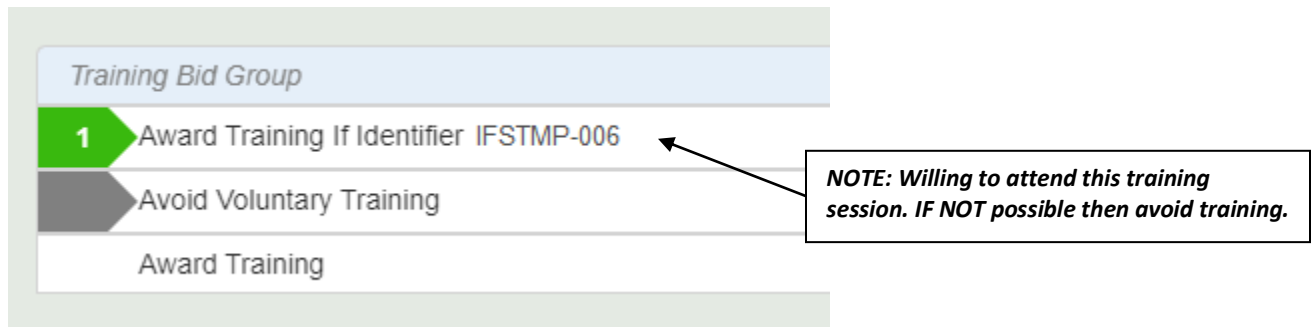 Training Bid Group
1 Award Training If Identifier IFSTMP-006
NOTE: Willing to attend this training
session. IF NOT possible then avoid training.
Avoid Voluntary Training
Award Training